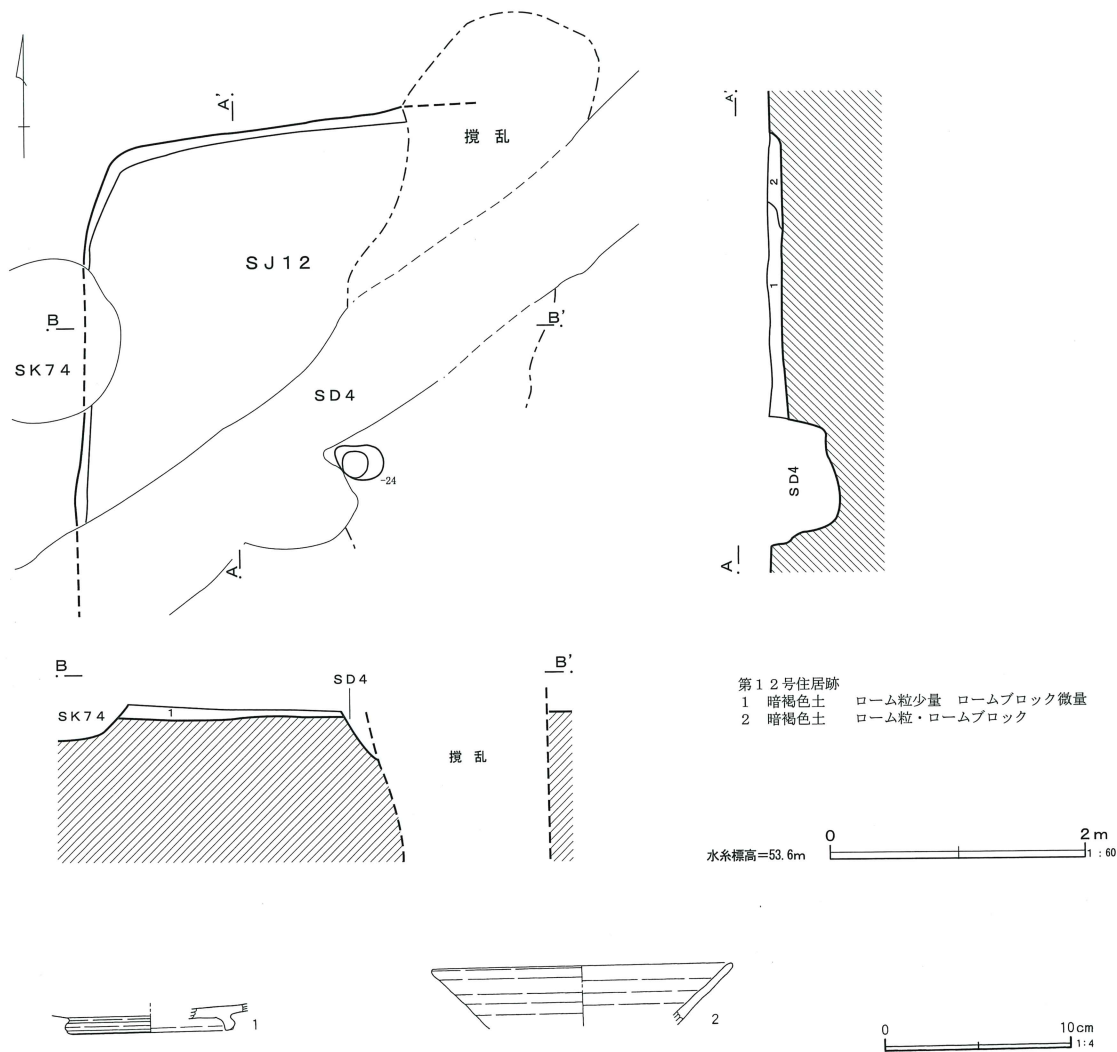 A'
撹乱
SJ12
B
B'
SK74
SD4
-24
A
A'
2
1
SD4
A
B
B'
SK74
1
SD4
撹乱
第12号住居跡
1 暗褐色土 ローム粒少量 ロームブロック微量
2 暗褐色土 ローム粒・ロームブロック
水糸標高=53.6m
0 2m
1:60
1
2
0 10cm
1:4